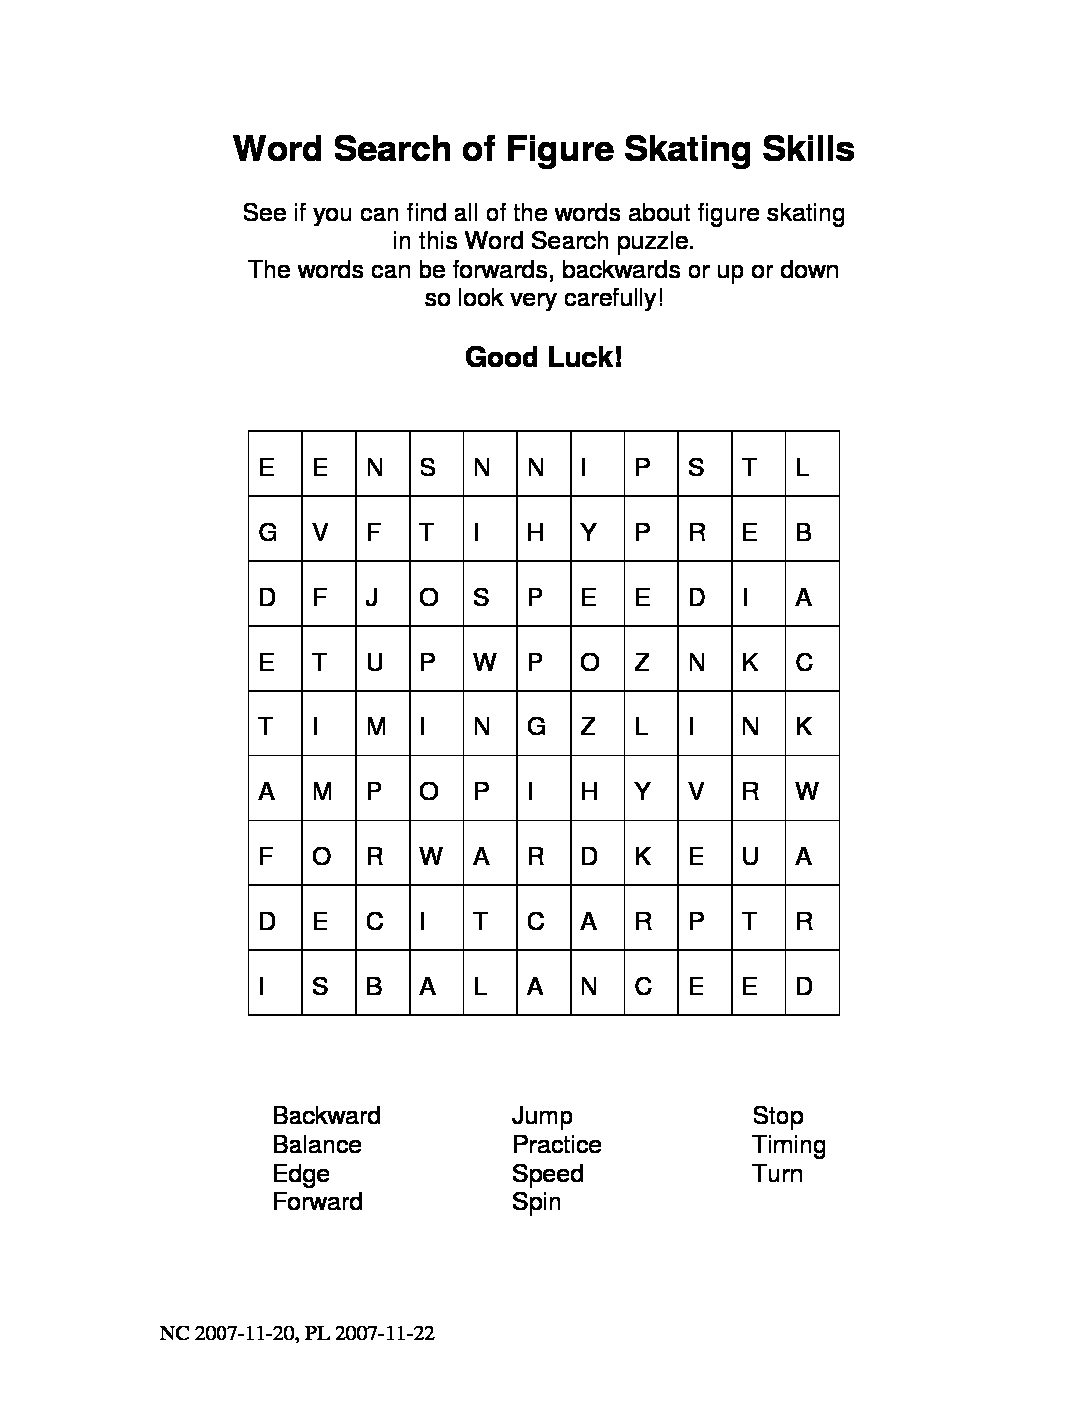 Word Search of Figure Skating Skills
See if you can find all of the words about figure skating
in this Word Search puzzle.
The words can be forwards, backwards or up or down
so look very carefully!
Good Luck!
E E N S N N I P S T L
G V F T I H Y P R E B
D F J O S P E E D I A
E T U P W P O Z N K C
T I M I N G Z L I N K
A M P O P I H Y V R W
F O R W A R D K E U A
D E C I T C A R P T R
I S B A L A N C E E D
Backward Jump Stop
Balance Practice Timing
Edge Speed Turn
Forward Spin
NC 2007-11-20, PL 2007-11-22